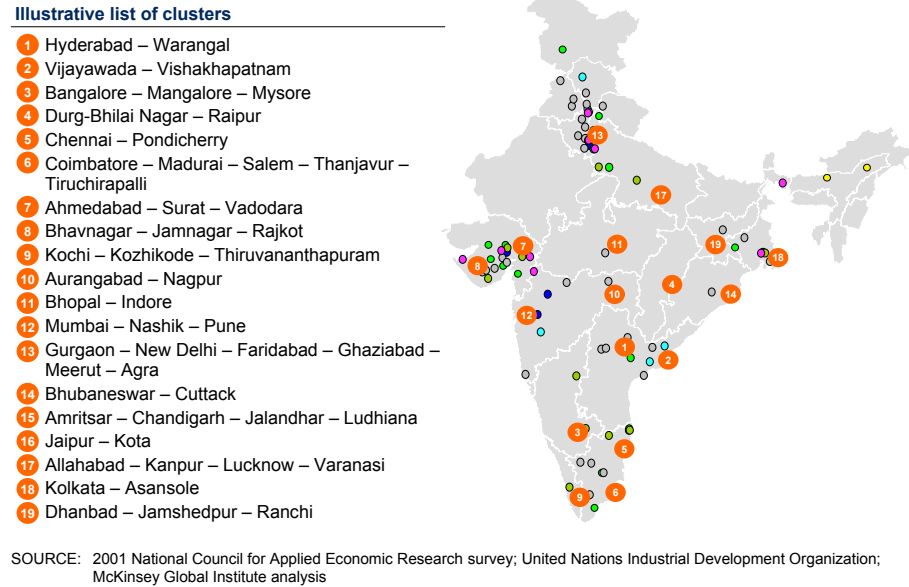 Illustrative list of clusters
1 Hyderabad – Warangal
2 Vijayawada – Vishakhapatnam
3 Bangalore – Mangalore – Mysore
4 Durg-Bhilai Nagar – Raipur
5 Chennai – Pondicherry
6 Coimbatore – Madurai – Salem – Thanjavur –
Tiruchirapalli
7 Ahmedabad – Surat – Vadodara
8 Bhavnagar – Jamnagar – Rajkot
9 Kochi – Kozhikode – Thiruvananthapuram
10 Aurangabad – Nagpur
11 Bhopal – Indore
12 Mumbai – Nashik – Pune
13 Gurgaon – New Delhi – Faridabad – Ghaziabad –
Meerut – Agra
14 Bhubaneswar – Cuttack
15 Amritsar – Chandigarh – Jalandhar – Ludhiana
16 Jaipur – Kota
17 Allahabad – Kanpur – Lucknow – Varanasi
18 Kolkata – Asansole
19 Dhanbad – Jamshedpur – Ranchi
13
17
7
11
19
18
8
4
10
14
12
1
2
3
5
9
6
SOURCE: 2001 National Council for Applied Economic Research survey; United Nations Industrial Development Organization;
McKinsey Global Institute analysis